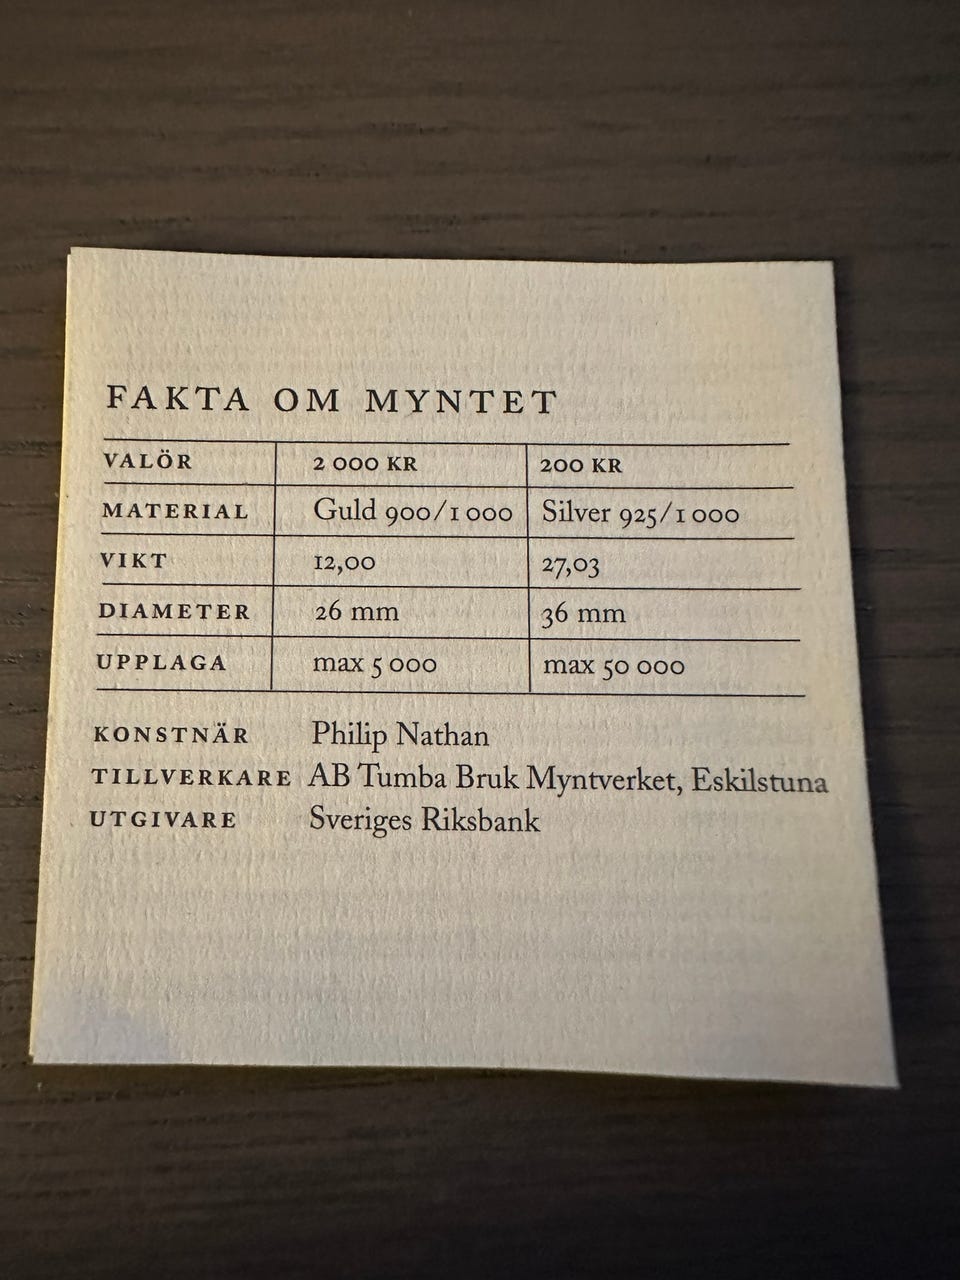 FAKTA OM MYNTET
VALÖR 2 000 KR 200 KR
MATERIAL Guld 900/1 000 Silver 925/1 000
VIKT 12,00 27,03
DIAMETER 26 mm 36 mm
UPPLAGA max 5 000 max 50 000
KONSTNÄR Philip Nathan
TILLVERKARE AB Tumba Bruk Myntverket, Eskilstuna
UTGIVARE Sveriges Riksbank